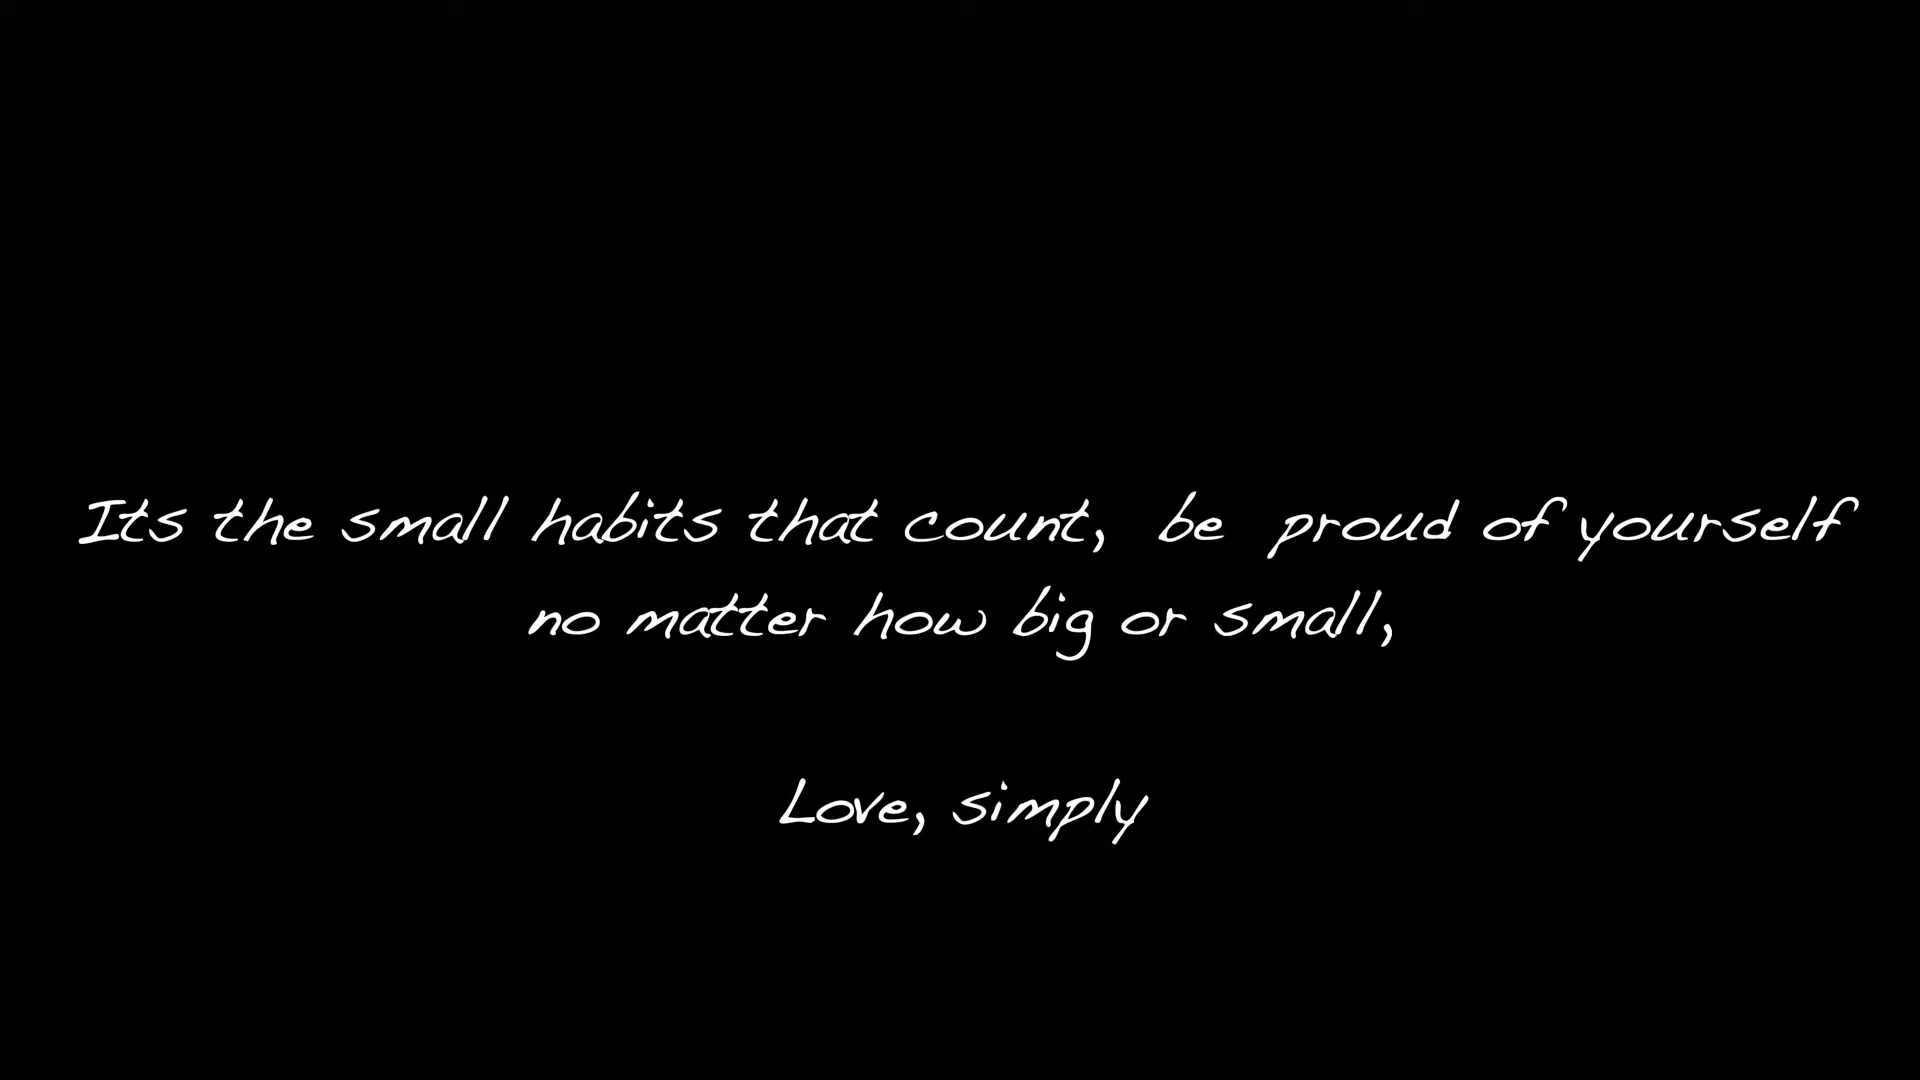 Its the small habits that count, be proud of yourself
no matter how big or small,
Love, simply